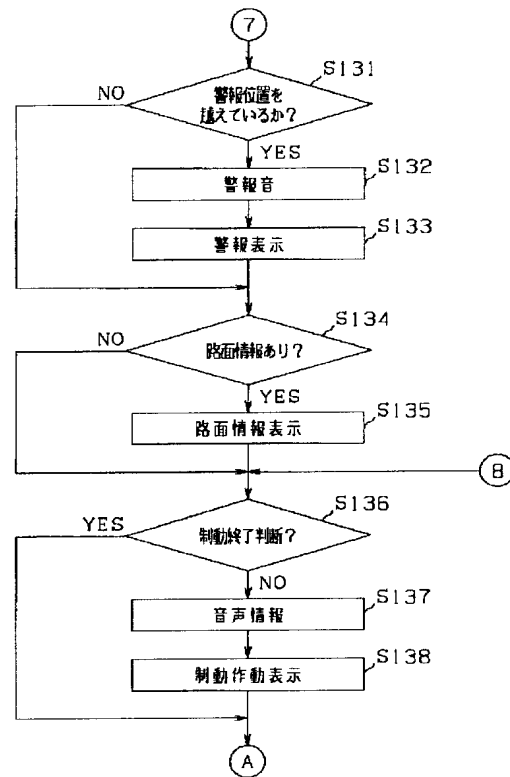 7
S131
警報位置を
越えているか?
NO
YES
S132
警報音
S133
警報表示
S134
NO
路面情報あり?
YES
S135
路面情報表示
B
S136
YES
制動終了判断?
NO
S137
音声情報
S138
制動作動表示
A